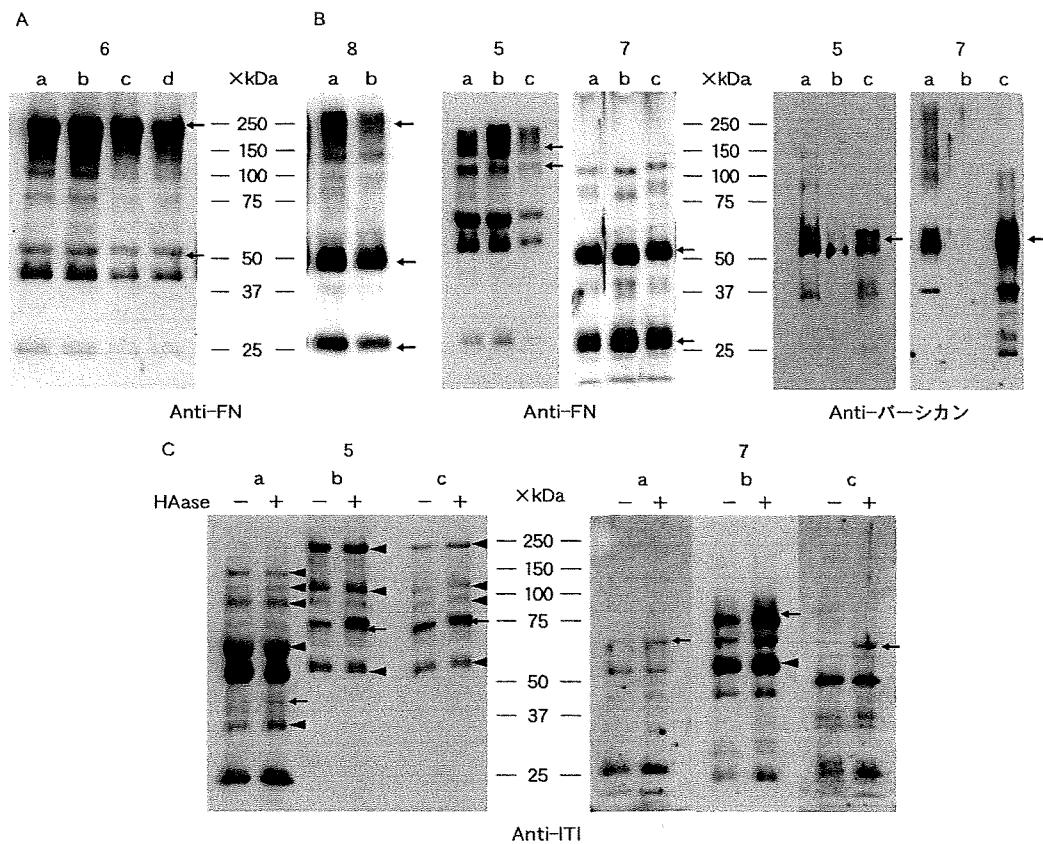 A
B
6
8
5
7
5
7
a b c d
×kDa
a b
a b c
a b c
×kDa
a b c
a b c
— 250 —
— 150 —
— 100 —
— 75 —
— 50 —
— 37 —
— 25 —
— 250 —
— 150 —
— 100 —
— 75 —
— 50 —
— 37 —
— 25 —
Anti-FN
Anti-FN
Anti-バーシカン
C
5
7
a b c
a b c
HAase
− + − + − +
×kDa
− + − + − +
— 250 —
— 150 —
— 100 —
— 75 —
— 50 —
— 37 —
— 25 —
Anti-ITI